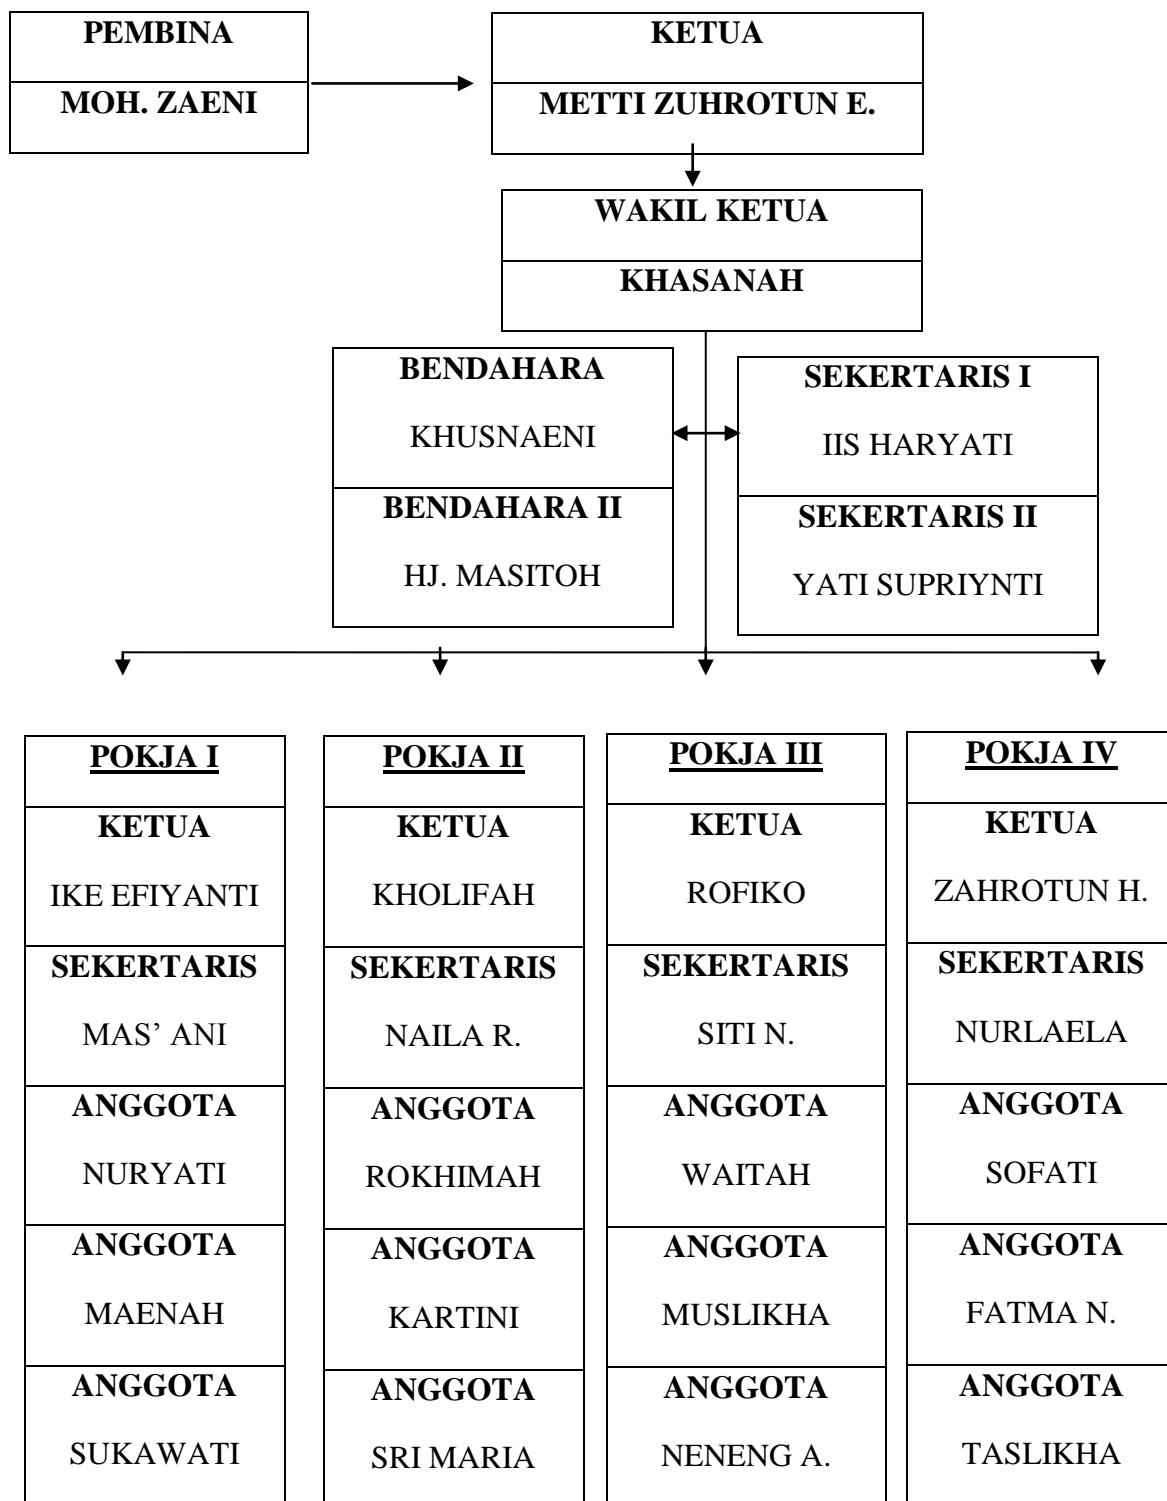 PEMBINA
MOH. ZAENI
KETUA
METTI ZUHROTUN E.
WAKIL KETUA
KHASANAH
BENDAHARA
KHUSNAENI
BENDAHARA II
HJ. MASITOH
SEKERTARIS I
IIS HARYATI
SEKERTARIS II
YATI SUPRIYNTI
POKJA I
KETUA
IKE EFIYANTI
SEKERTARIS
MAS’ ANI
ANGGOTA
NURYATI
ANGGOTA
MAENAH
ANGGOTA
SUKAWATI
POKJA II
KETUA
KHOLIFAH
SEKERTARIS
NAILA R.
ANGGOTA
ROKHIMAH
ANGGOTA
KARTINI
ANGGOTA
SRI MARIA
POKJA III
KETUA
ROFIKO
SEKERTARIS
SITI N.
ANGGOTA
WAITAH
ANGGOTA
MUSLIKHA
ANGGOTA
NENENG A.
POKJA IV
KETUA
ZAHROTUN H.
SEKERTARIS
NURLAELA
ANGGOTA
SOFATI
ANGGOTA
FATMA N.
ANGGOTA
TASLIKHA